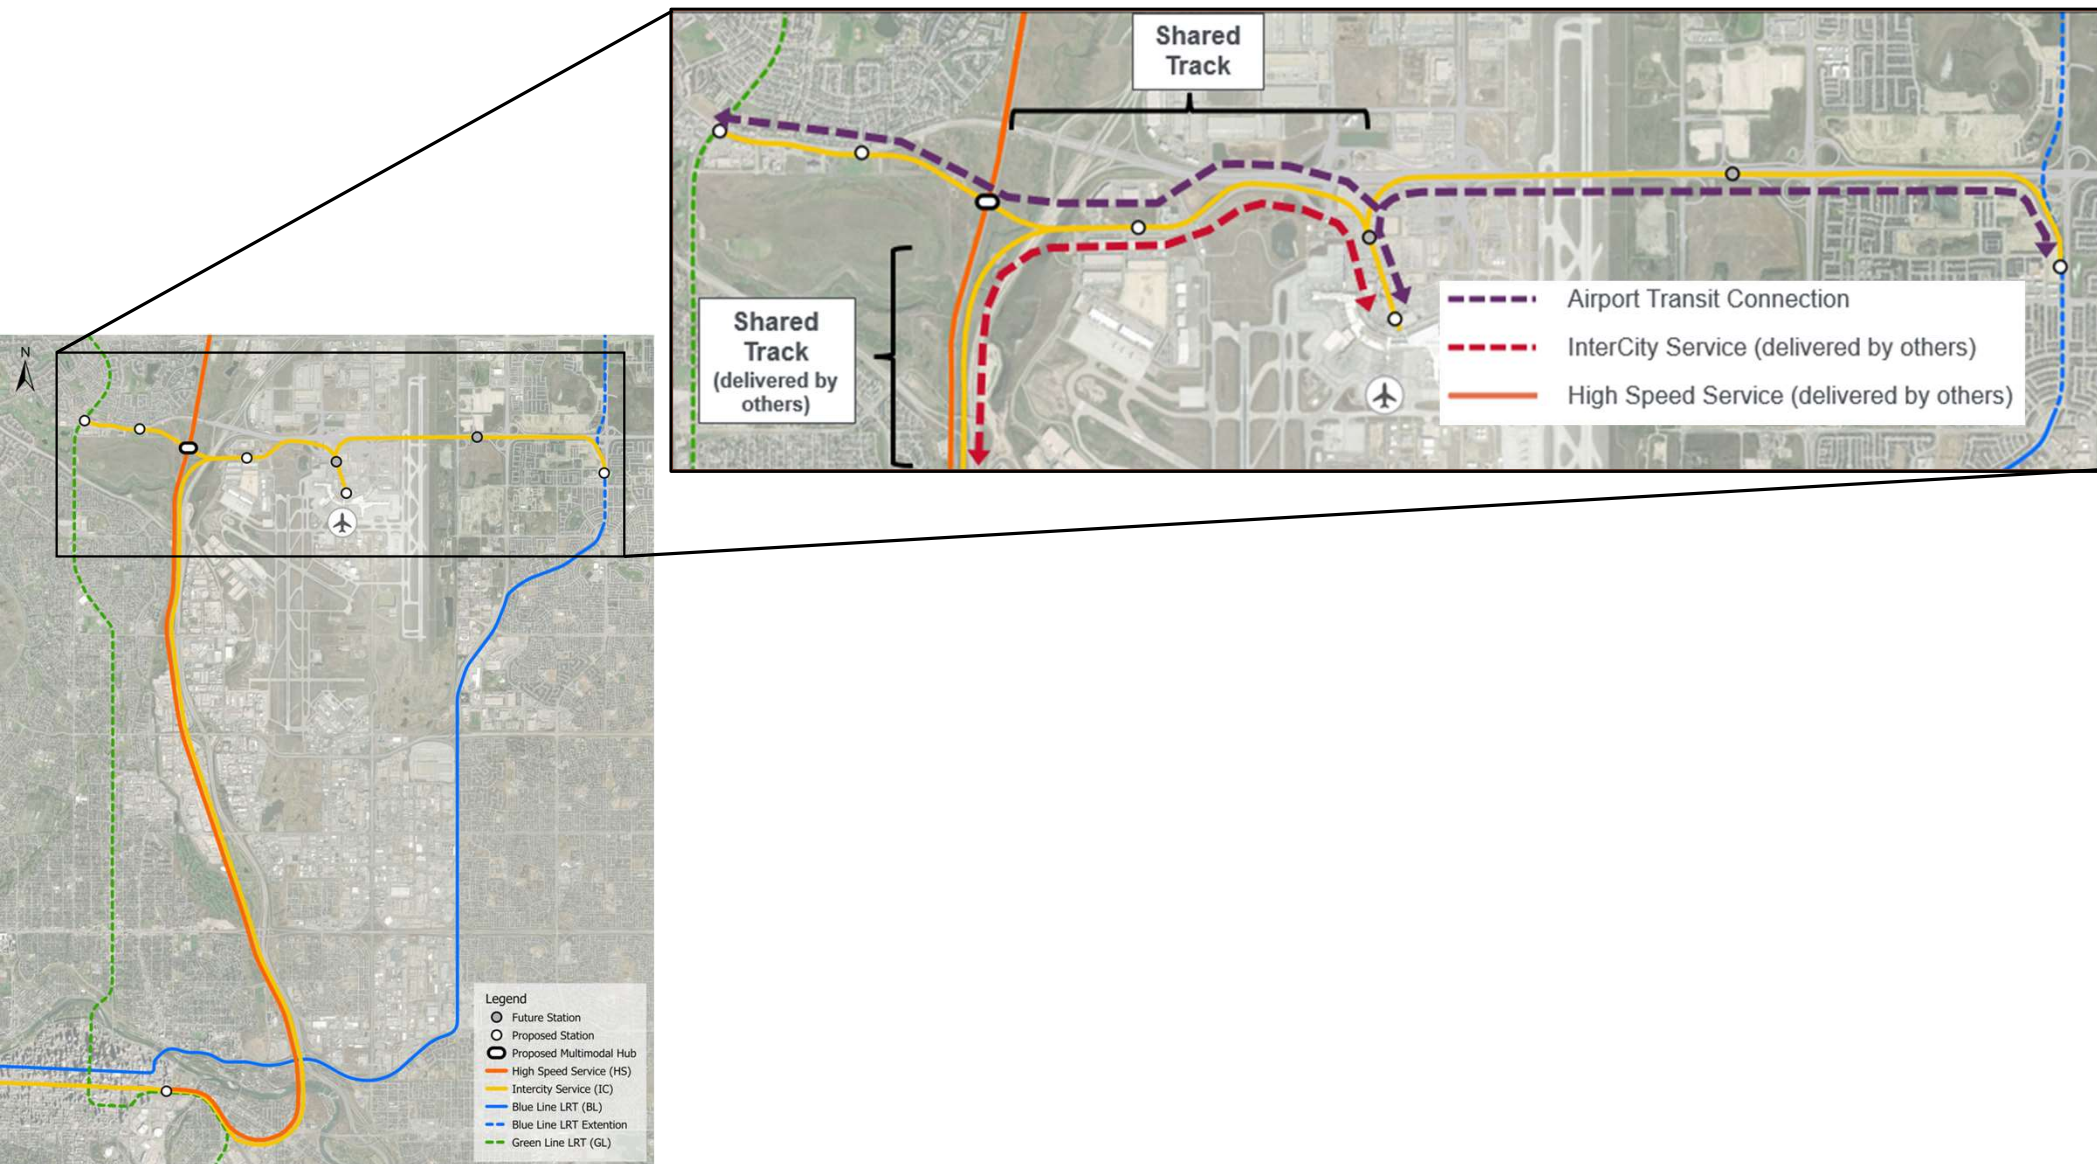 Shared
Track
Shared
Track
(delivered by
others)
Airport Transit Connection
InterCity Service (delivered by others)
High Speed Service (delivered by others)
N
Legend
Future Station
Proposed Station
Proposed Multimodal Hub
High Speed Service (HS)
Intercity Service (IC)
Blue Line LRT (BL)
Blue Line LRT Extention
Green Line LRT (GL)